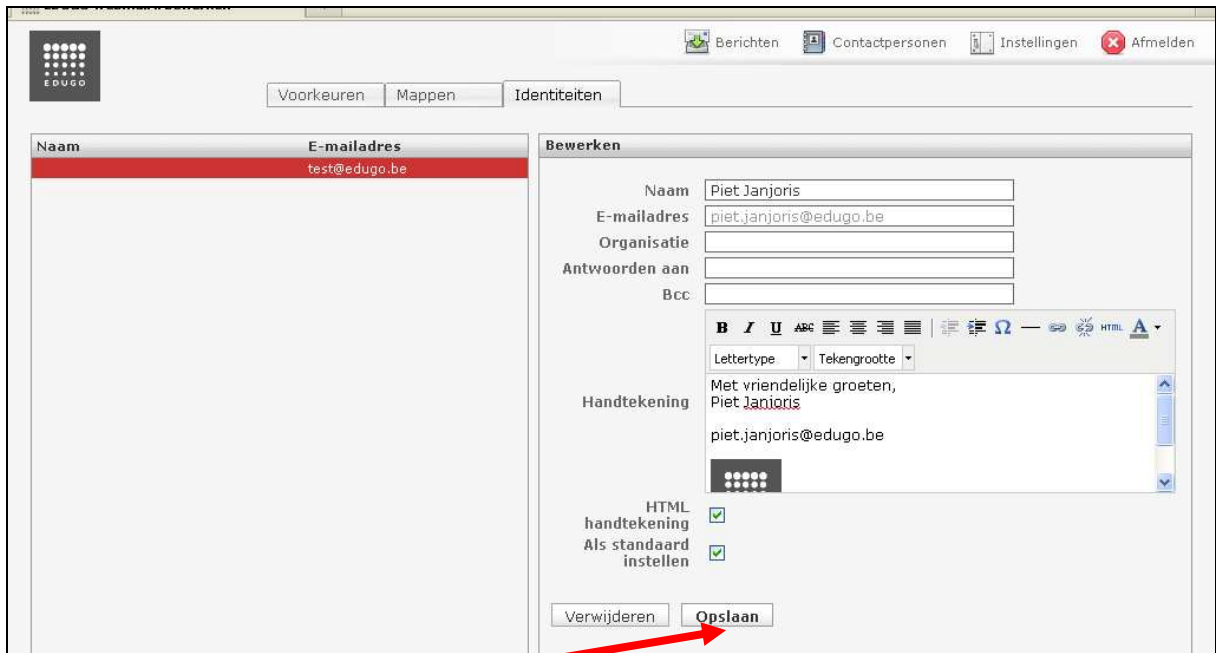 Berichten Contactpersonen Instellingen Afmelden
EDUGO
Voorkeuren Mappen Identiteiten
Naam E-mailadres
test@edugo.be
Bewerken
Naam Piet Janjoris
E-mailadres piet.janjoris@edugo.be
Organisatie
Antwoorden aan
Bcc
B I U ABC Ω HTML A
Lettertype Tekengrootte
Handtekening
Met vriendelijke groeten,
Piet Janjoris
piet.janjoris@edugo.be
HTML
handtekening
Als standaard
instellen
Verwijderen Opslaan